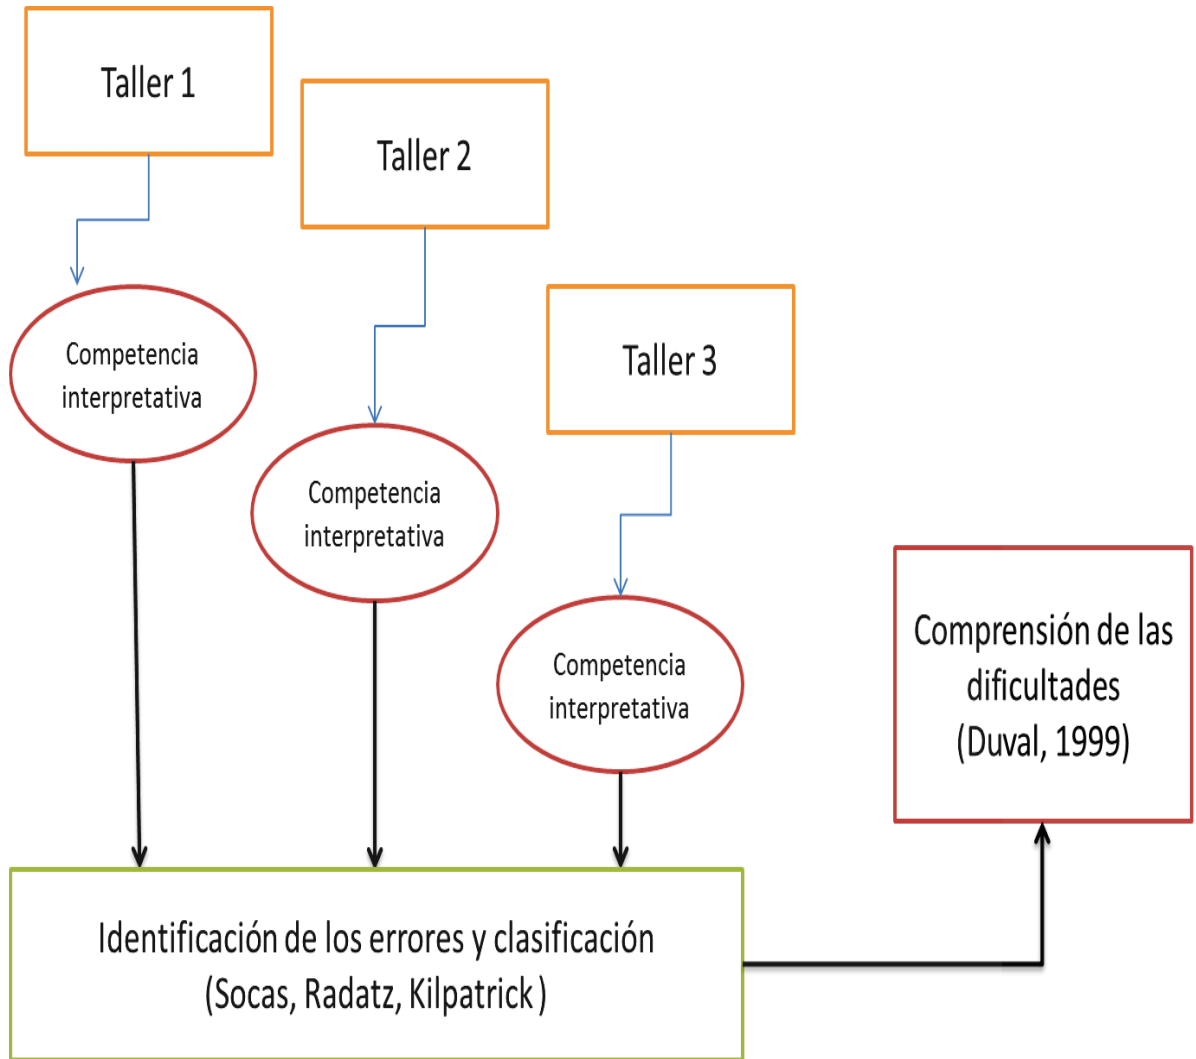 Taller 1
Taller 2
Taller 3
Competencia
interpretativa
Competencia
interpretativa
Competencia
interpretativa
Comprensión de las
dificultades
(Duval, 1999)
Identificación de los errores y clasificación
(Socas, Radatz, Kilpatrick )